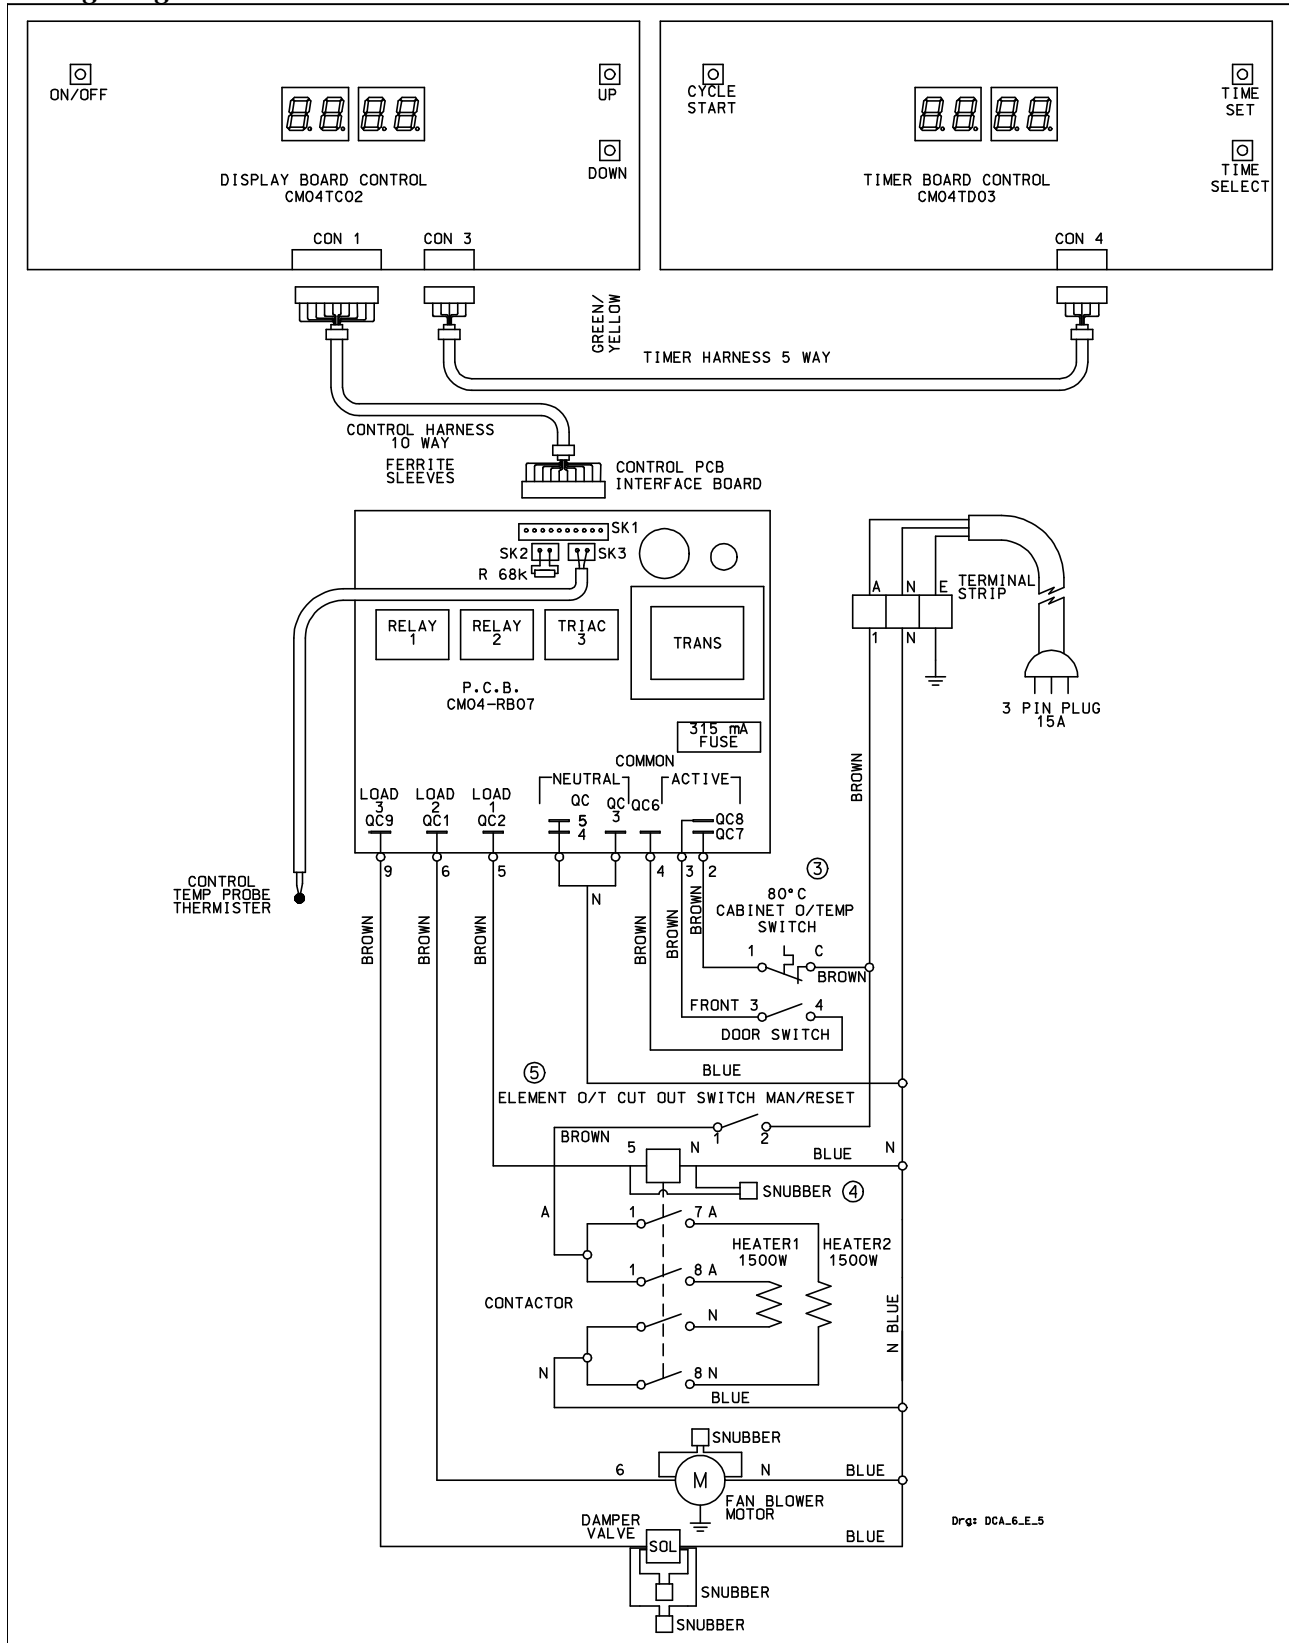 ON/OFF
UP
DOWN
DISPLAY BOARD CONTROL
CM04TC02
CON 1
CON 3
CYCLE
START
TIME
SET
TIME
SELECT
TIMER BOARD CONTROL
CM04TD03
CON 4
GREEN/
YELLOW
TIMER HARNESS 5 WAY
CONTROL HARNESS
10 WAY
FERRITE
SLEEVES
CONTROL PCB
INTERFACE BOARD
SK1
SK2
SK3
R 68k
RELAY
1
RELAY
2
TRIAC
3
TRANS
P.C.B.
CM04-RB07
315 mA
FUSE
COMMON
NEUTRAL
ACTIVE
LOAD
3
QC9
LOAD
2
QC1
LOAD
1
QC2
QC
5
4
QC
3
QC6
QC8
QC7
9
6
5
N
4
3
2
A
N
E
TERMINAL
STRIP
1
N
3 PIN PLUG
15A
BROWN
CONTROL
TEMP PROBE
THERMISTER
BROWN
BROWN
BROWN
BROWN
BROWN
BROWN
3
80°C
CABINET O/TEMP
SWITCH
1
C
BROWN
FRONT 3
4
DOOR SWITCH
BLUE
5
ELEMENT O/T CUT OUT SWITCH MAN/RESET
BROWN
1
2
5
N
BLUE
N
SNUBBER
4
A
1
7 A
HEATER1
1500W
HEATER2
1500W
1
8 A
CONTACTOR
N
N
8 N
BLUE
N BLUE
SNUBBER
6
M
N
BLUE
FAN BLOWER
MOTOR
DAMPER
VALVE
SOL
BLUE
SNUBBER
SNUBBER
Drg: DCA_6_E_5